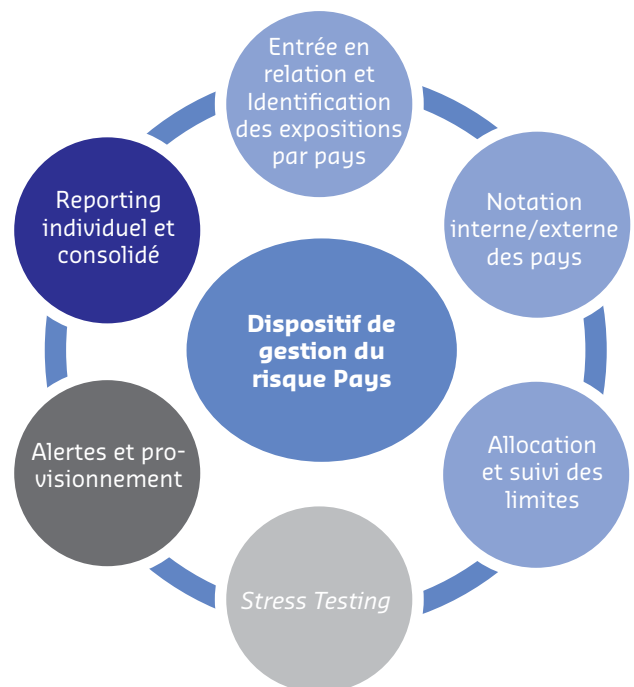 Entrée en
relation et
Identification
des expositions
par pays
Reporting
individuel et
consolidé
Notation
interne/externe
des pays
Dispositif de
gestion du
risque Pays
Alertes et pro-
visionnement
Allocation
et suivi des
limites
Stress Testing